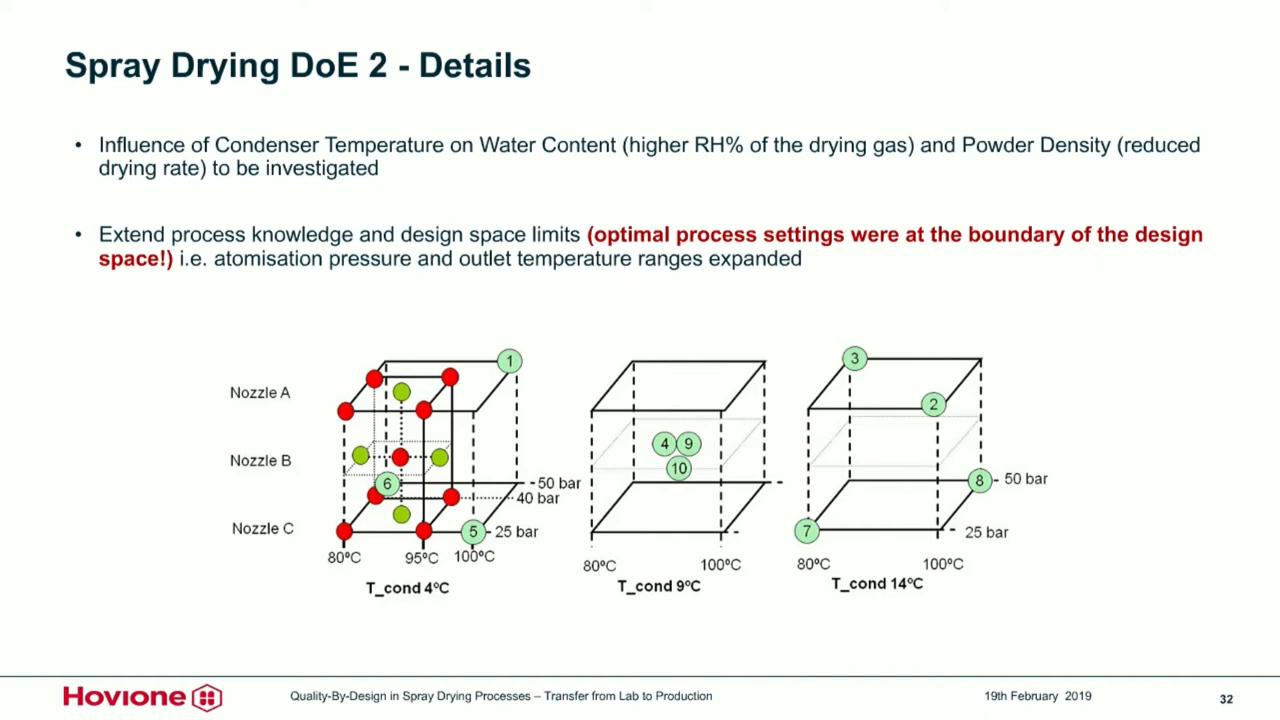 Spray Drying DoE 2 - Details
• Influence of Condenser Temperature on Water Content (higher RH% of the drying gas) and Powder Density (reduced
drying rate) to be investigated
• Extend process knowledge and design space limits (optimal process settings were at the boundary of the design
space!) i.e. atomisation pressure and outlet temperature ranges expanded
1
3
Nozzle A
2
4 9
Nozzle B
10
6
50 bar
8
50 bar
40 bar
Nozzle C
5
25 bar
7
25 bar
80ºC
95ºC
100ºC
80ºC
100ºC
80ºC
100ºC
T_cond 4ºC
T_cond 9ºC
T_cond 14ºC
Hovione
Quality-By-Design in Spray Drying Processes – Transfer from Lab to Production
19th February 2019
32